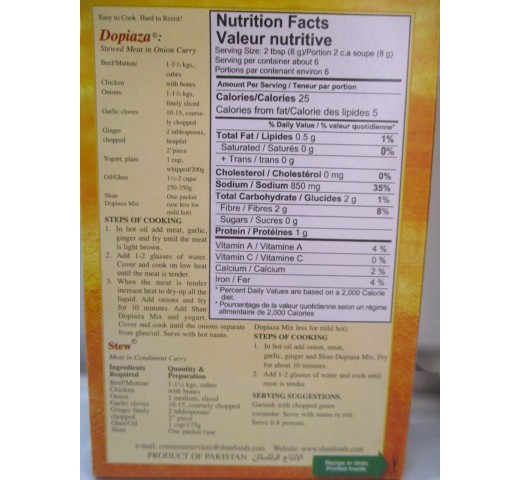 Easy to Cook Hard to Resist!
Dopiaza©:
Stewed Meat in Onion Curry
Beef/Mutton/ 1-1½ kgs, cubes
Chicken with bones
Onions 1-1½ kgs, finely sliced
Garlic cloves 10-15, coarsely chopped
Ginger chopped 2 tablespoons, heapful 2" piece
Yogurt, plain 1 cup, whipped/200g
Oil/Ghee 1½-2 cups/ 250-350g
Shan Dopiaza Mix One packet (use less for mild hot)
STEPS OF COOKING
1. In hot oil add meat, garlic,
ginger and fry until the meat
is light brown.
2. Add 1-2 glasses of water.
Cover and cook on low heat
until the meat is tender.
3. When the meat is tender
increase heat to dry-up all the
liquid. Add onions and fry
for 10 minutes. Add Shan
Dopiaza Mix and yogurt.
Cover and cook until the onions separate
from ghee/oil. Serve with hot naans.
Stew©
Meat in Condiment Curry
Ingredients Required Quantity & Preparation
Beef/Mutton/ 1-1½ kgs, cubes
Chicken with bones
Onion 1 medium, sliced
Garlic cloves 10-15, coarsely chopped
Ginger finely chopped 2 tablespoons/ 2" piece
Ghee/Oil 1 cup/175g
Shan One packet (use
Dopiaza Mix less for mild hot)
STEPS OF COOKING
1. In hot oil add onion, meat,
garlic, ginger and Shan Dopiaza Mix. Fry
for about 10 minutes.
2. Add 1-2 glasses of water and cook until
meat is tender.
SERVING SUGGESTIONS.
Garnish with chopped green
coriander. Serve with naans or roti.
Serve 6-8 persons.
Nutrition Facts
Valeur nutritive
Serving Size: 2 tbsp (8 g)/Portion 2 c.a soupe (8 g)
Serving per container about 6
Portions par contenant environ 6
Amount Per Serving / Teneur par portion
Calories/Calories 25
Calories from fat/Calorie des lipides 5
% Daily Value / % valeur quotidienne*
Total Fat / Lipides 0.5 g 1%
Saturated / Saturés 0 g 0%
+ Trans / trans 0 g
Cholesterol / Cholestérol 0 mg 0%
Sodium / Sodium 850 mg 35%
Total Carbohydrate / Glucides 2 g 1%
Fibre / Fibres 2 g 8%
Sugars / Sucres 0 g
Protein / Protéines 1 g
Vitamin A / Vitamine A 4 %
Vitamin C / Vitamine C 0 %
Calcium / Calcium 2 %
Iron / Fer 4 %
* Percent Daily Values are based on a 2,000 Calorie
diet.
* Pourcentage de la valeur quotidienne selon un régime
alimentaire de 2,000 Calories
e-mail: consumerservices@shanfoods.com Website: www.shanfoods.com
PRODUCT OF PAKISTAN
Recipe in Urdu
Printed Inside